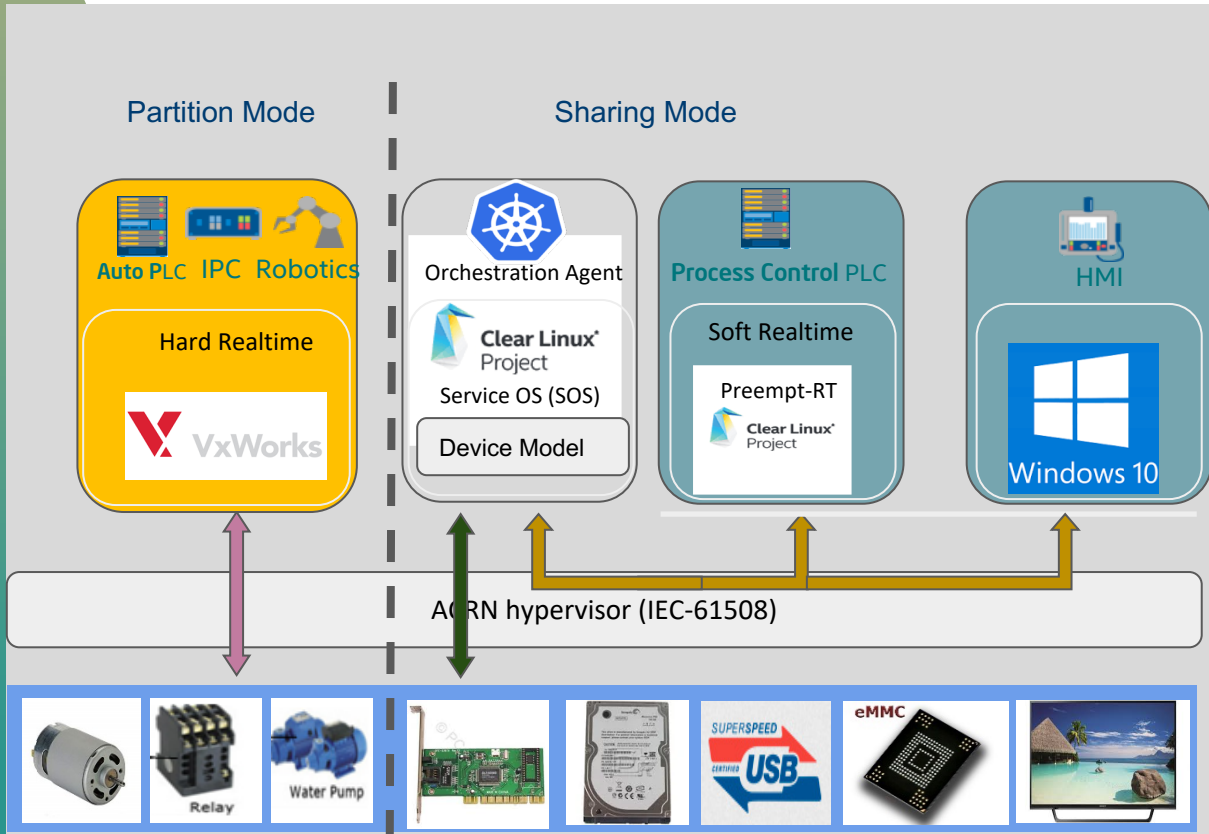 Partition Mode
Sharing Mode
Auto PLC
IPC
Robotics
Hard Realtime
VxWorks
Orchestration Agent
Clear Linux*
Project
Service OS (SOS)
Device Model
Process Control PLC
Soft Realtime
Preempt-RT
Clear Linux*
Project
HMI
Windows 10
ACRN hypervisor (IEC-61508)
Relay
Water Pump
SUPERSPEED
CERTIFIED USB
eMMC